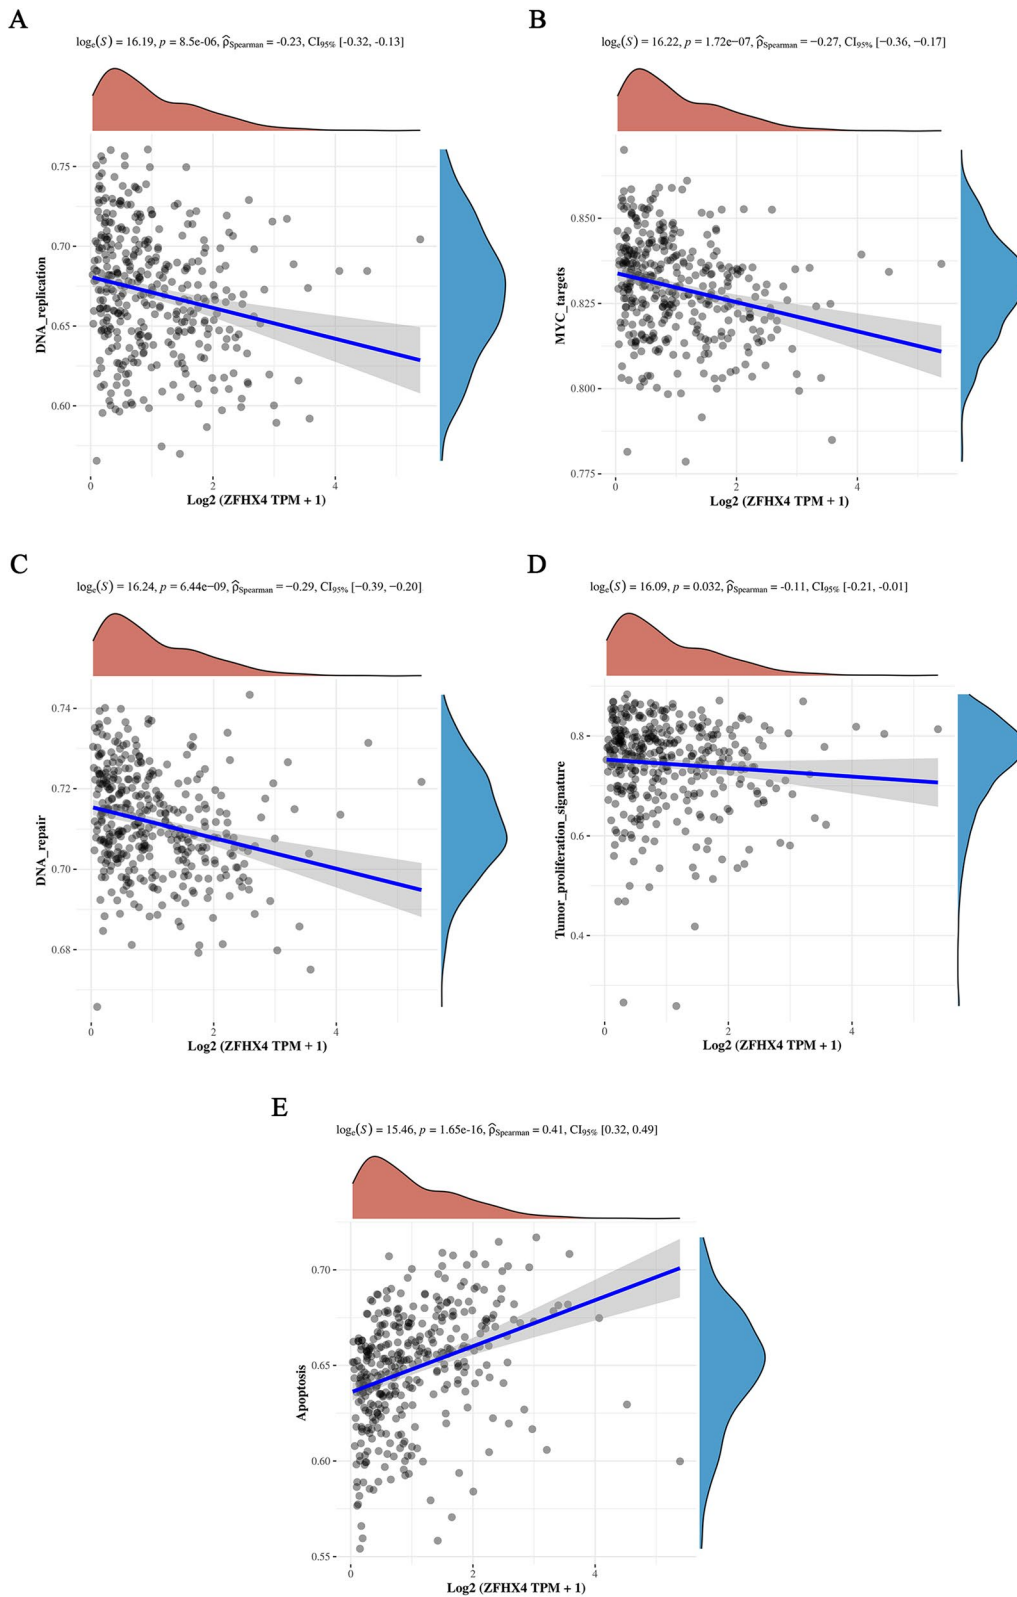 A
logₑ(S) = 16.19, p = 8.5e-06, ρ̂Spearman = -0.23, CI95% [-0.32, -0.13]
0.75
0.70
0.65
0.60
DNA_replication
0 2 4
Log2 (ZFHX4 TPM + 1)
B
logₑ(S) = 16.22, p = 1.72e−07, ρ̂Spearman = −0.27, CI95% [−0.36, −0.17]
0.850
0.825
0.800
0.775
MYC_targets
0 2 4
Log2 (ZFHX4 TPM + 1)
C
logₑ(S) = 16.24, p = 6.44e−09, ρ̂Spearman = −0.29, CI95% [−0.39, −0.20]
0.74
0.72
0.70
0.68
DNA_repair
0 2 4
Log2 (ZFHX4 TPM + 1)
D
logₑ(S) = 16.09, p = 0.032, ρ̂Spearman = -0.11, CI95% [-0.21, -0.01]
0.8
0.6
0.4
Tumor_proliferation_signature
0 2 4
Log2 (ZFHX4 TPM + 1)
E
logₑ(S) = 15.46, p = 1.65e-16, ρ̂Spearman = 0.41, CI95% [0.32, 0.49]
0.70
0.65
0.60
0.55
Apoptosis
0 2 4
Log2 (ZFHX4 TPM + 1)